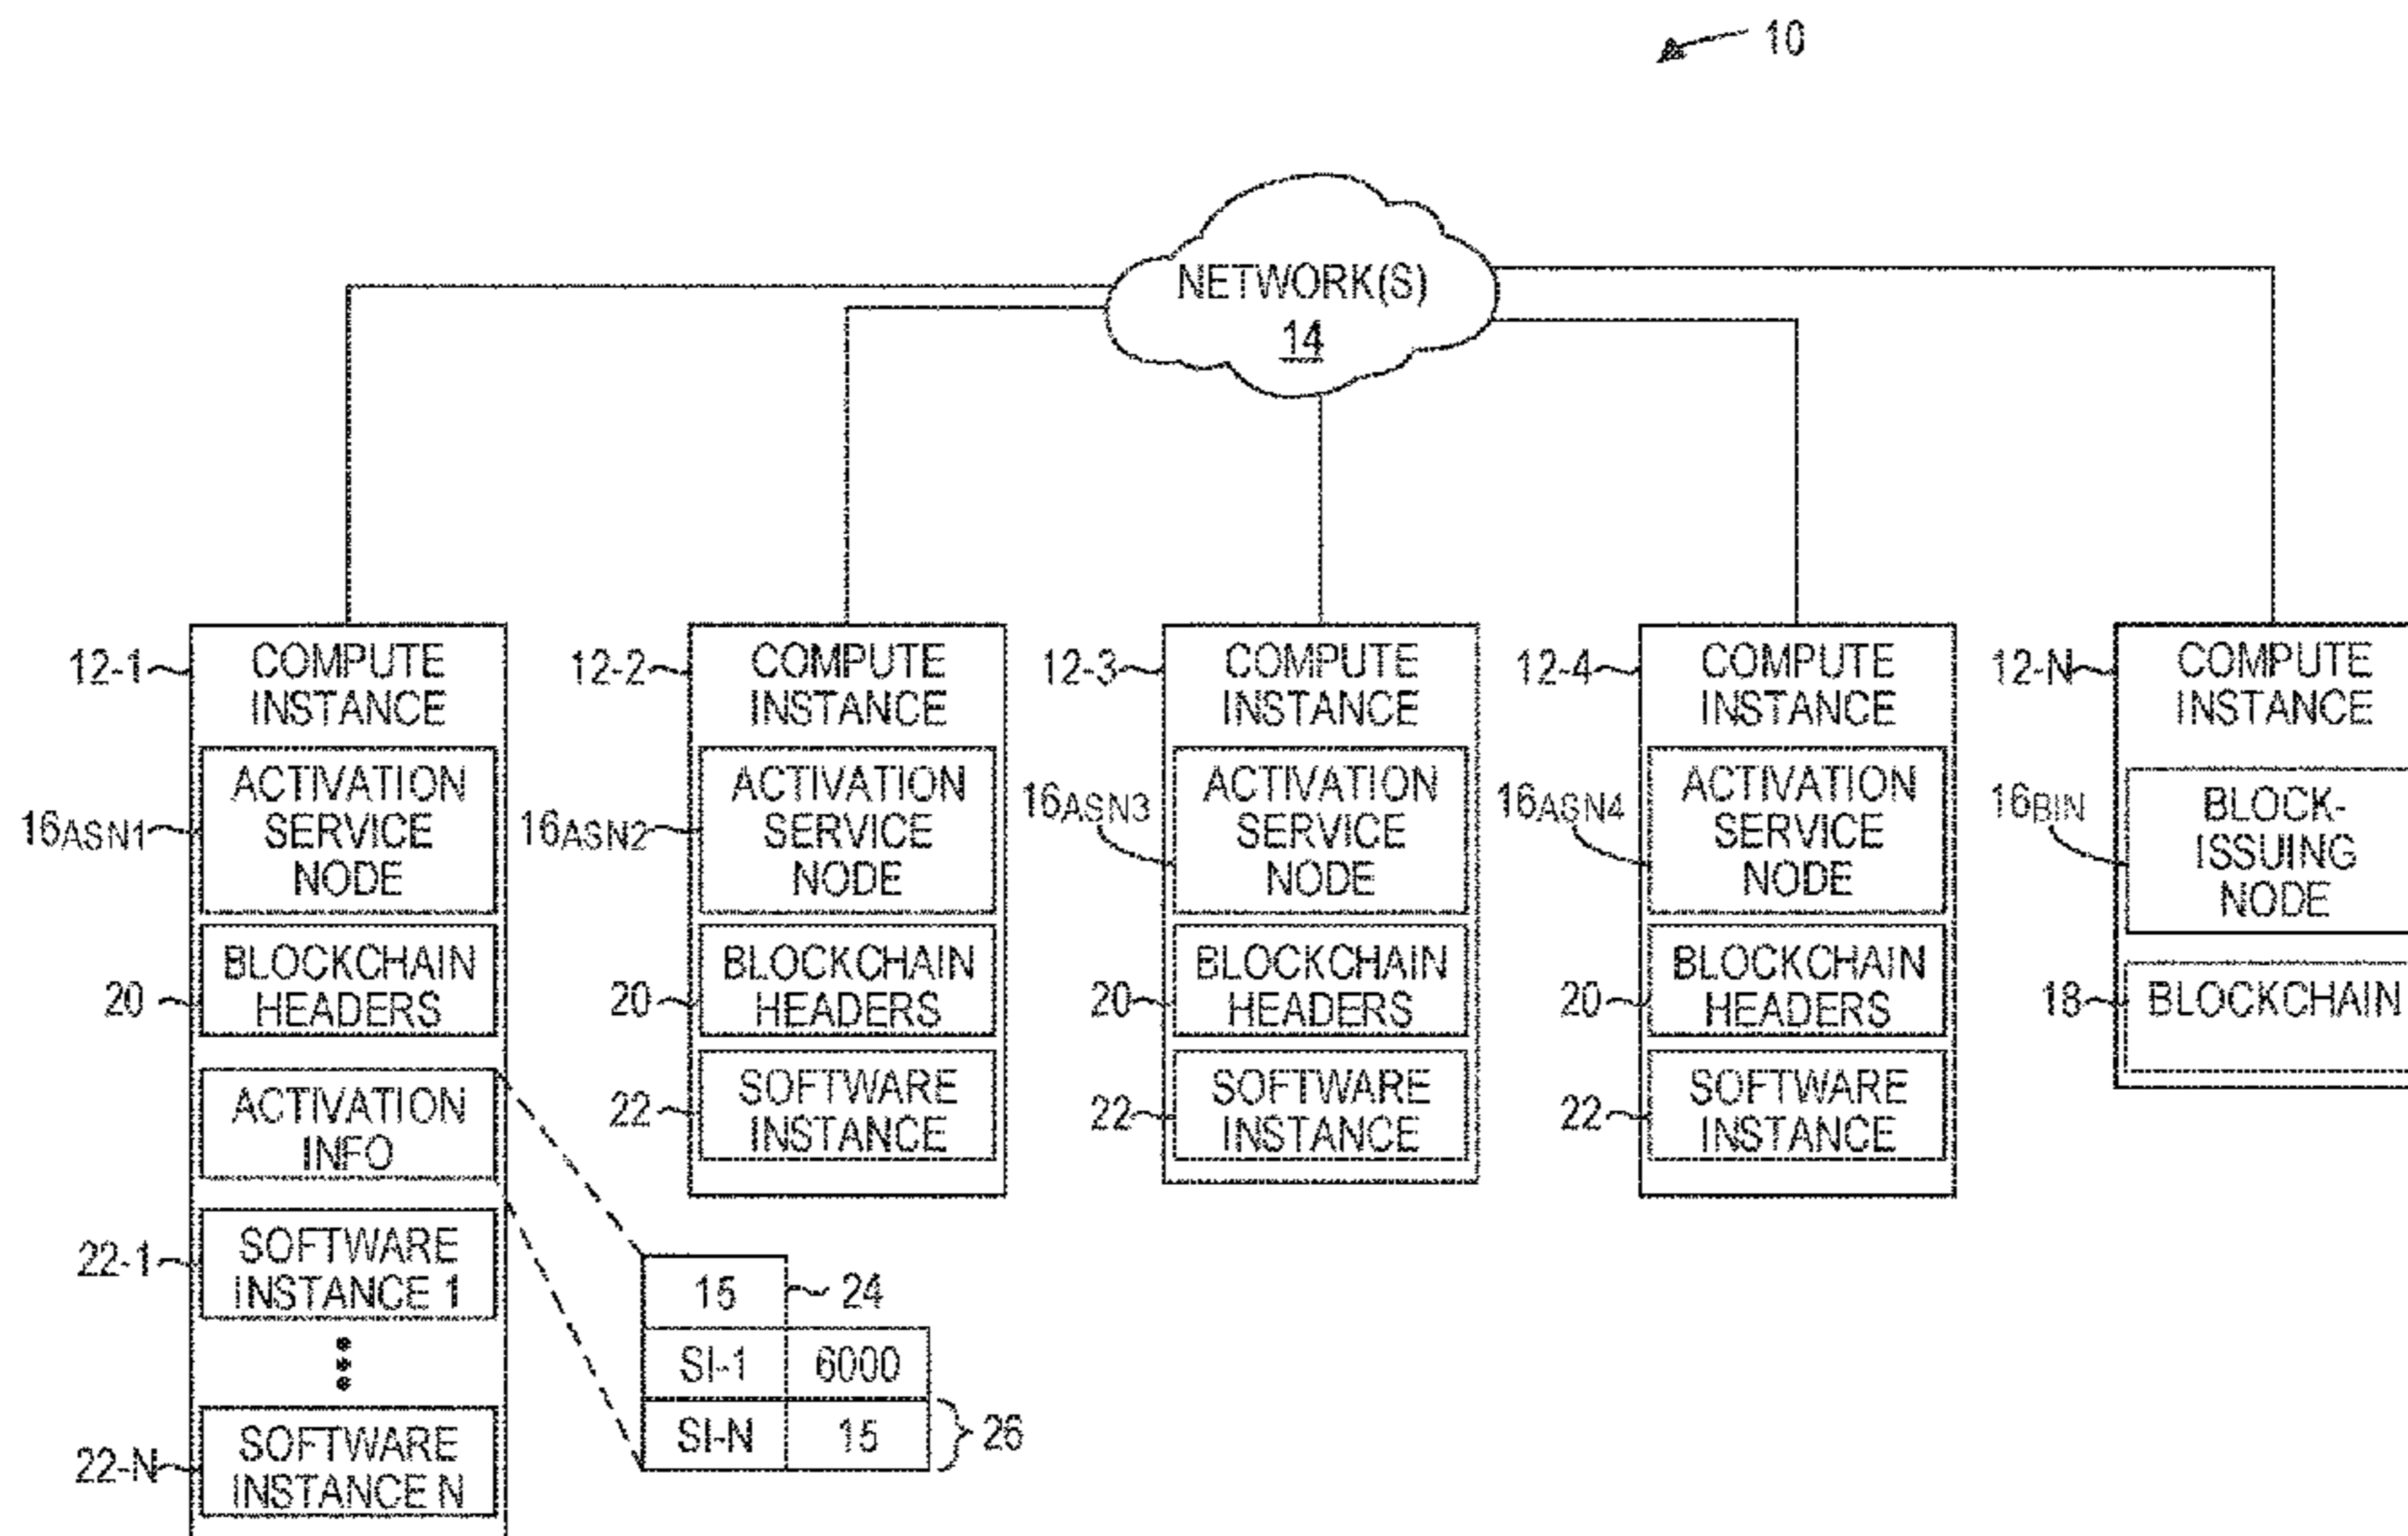 10
NETWORK(S)
14
12-1
COMPUTE
INSTANCE
16ASN1
ACTIVATION
SERVICE
NODE
20
BLOCKCHAIN
HEADERS
ACTIVATION
INFO
22-1
SOFTWARE
INSTANCE 1
22-N
SOFTWARE
INSTANCE N
15
24
SI-1
6000
SI-N
15
26
12-2
COMPUTE
INSTANCE
16ASN2
ACTIVATION
SERVICE
NODE
20
BLOCKCHAIN
HEADERS
22
SOFTWARE
INSTANCE
12-3
COMPUTE
INSTANCE
16ASN3
ACTIVATION
SERVICE
NODE
20
BLOCKCHAIN
HEADERS
22
SOFTWARE
INSTANCE
12-4
COMPUTE
INSTANCE
16ASN4
ACTIVATION
SERVICE
NODE
20
BLOCKCHAIN
HEADERS
22
SOFTWARE
INSTANCE
12-N
COMPUTE
INSTANCE
16BIN
BLOCK-
ISSUING
NODE
18
BLOCKCHAIN